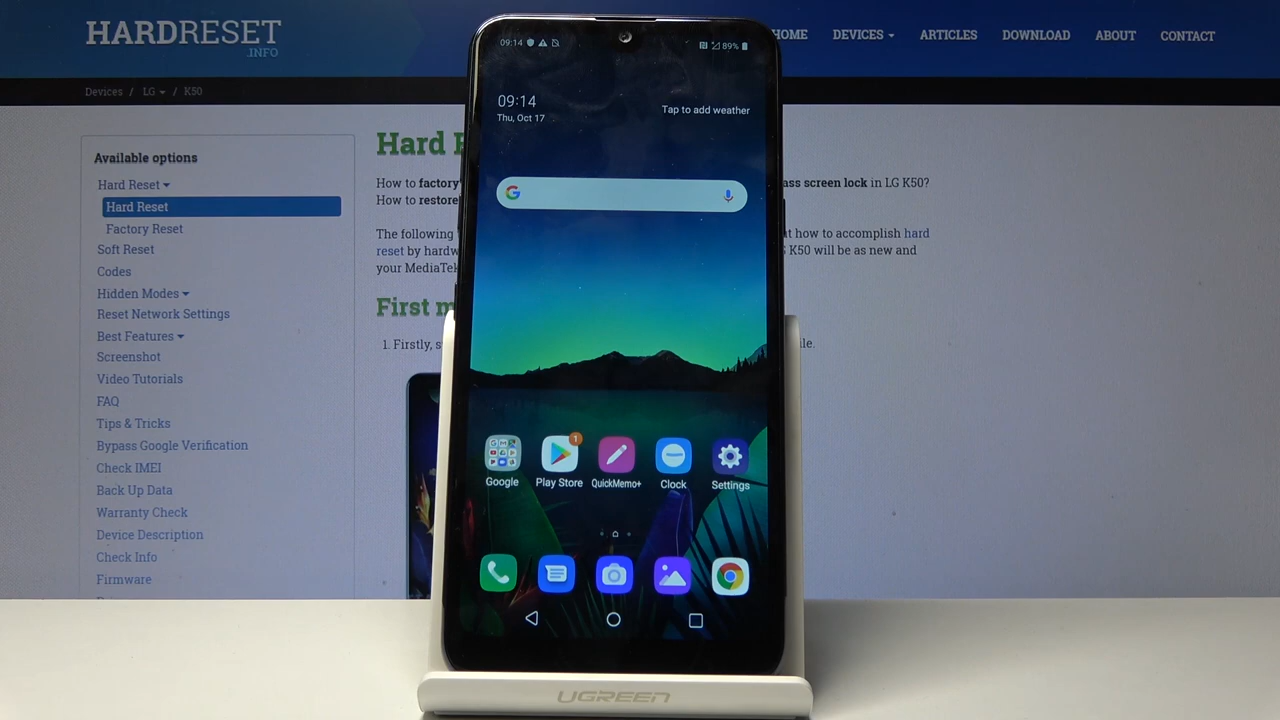 HARDRESET
.INFO
HOME
DEVICES
ARTICLES
DOWNLOAD
ABOUT
CONTACT
Devices / LG / K50
Available options
Hard Reset
Hard Reset
Factory Reset
Soft Reset
Codes
Hidden Modes
Reset Network Settings
Best Features
Screenshot
Video Tutorials
FAQ
Tips & Tricks
Bypass Google Verification
Check IMEI
Back Up Data
Warranty Check
Device Description
Check Info
Firmware
Hard
How to factory
screen lock in LG K50?
How to restore
The following
how to accomplish hard
reset by
K50 will be as new and
your
First
1. Firstly,
09:14
89%
09:14
Thu, Oct 17
Tap to add weather
G
1
Google
Play Store
QuickMemo+
Clock
Settings
UGREEN